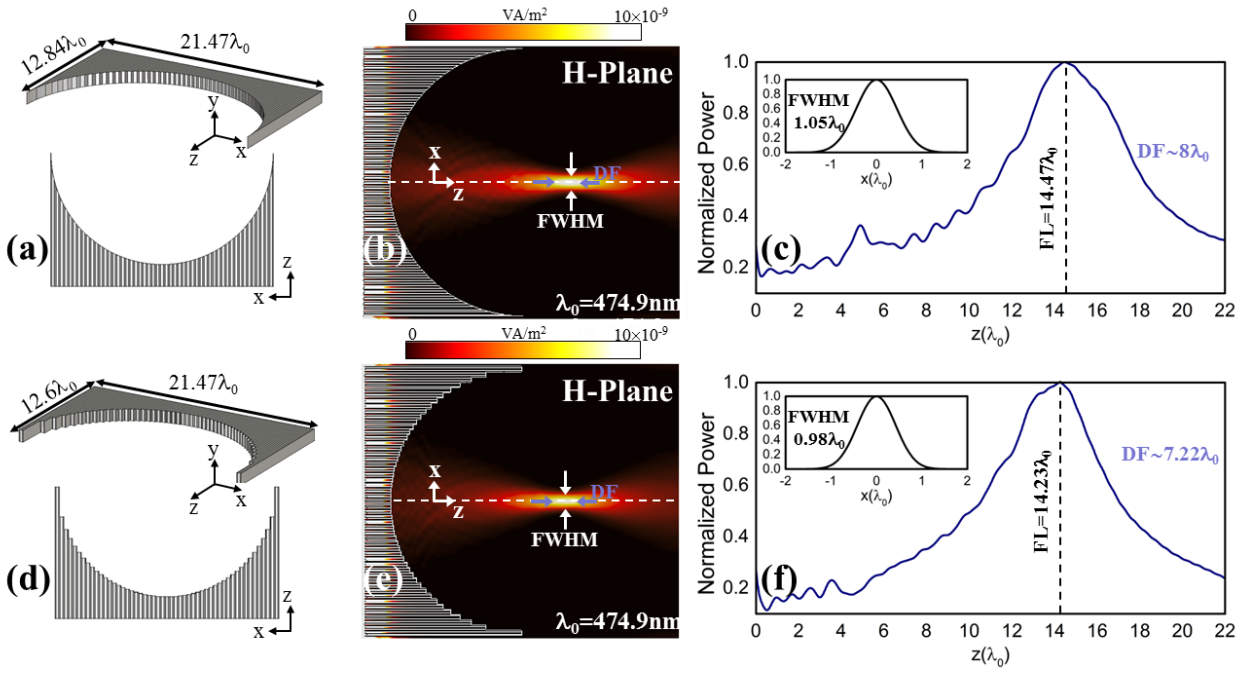 12.84λ₀
21.47λ₀
y
x
z
(a)
z
x
0 VA/m² 10×10⁻⁹
H-Plane
x
z
DF
FWHM
(b)
λ₀=474.9nm
Normalized Power
1.0
0.8
0.6
0.4
0.2
FWHM
1.05λ₀
1.0
0.8
0.6
0.4
0.2
0.0
-2 -1 0 1 2
x(λ₀)
DF~8λ₀
FL=14.47λ₀
(c)
0 2 4 6 8 10 12 14 16 18 20 22
z(λ₀)
12.6λ₀
21.47λ₀
y
x
z
(d)
z
x
0 VA/m² 10×10⁻⁹
H-Plane
x
z
DF
FWHM
(e)
λ₀=474.9nm
Normalized Power
1.0
0.8
0.6
0.4
0.2
FWHM
0.98λ₀
1.0
0.8
0.6
0.4
0.2
0.0
-2 -1 0 1 2
x(λ₀)
DF~7.22λ₀
FL=14.23λ₀
(f)
0 2 4 6 8 10 12 14 16 18 20 22
z(λ₀)